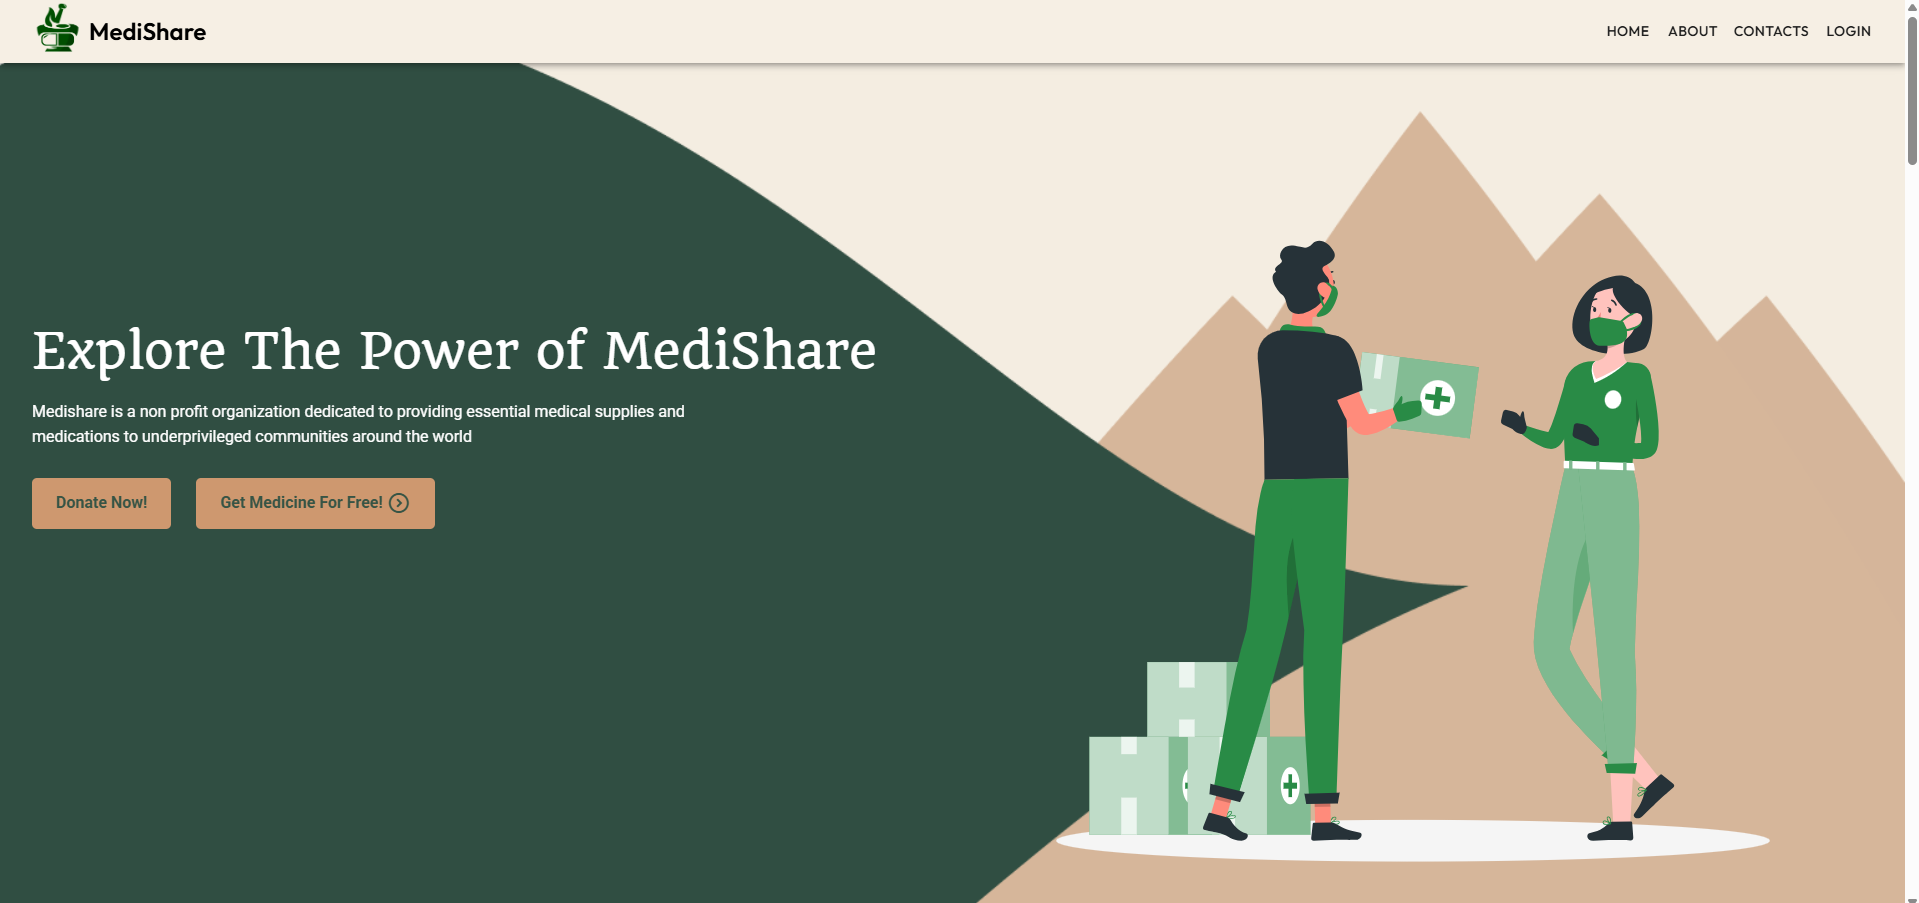 MediShare
HOME ABOUT CONTACTS LOGIN
Explore The Power of MediShare
Medishare is a non profit organization dedicated to providing essential medical supplies and
medications to underprivileged communities around the world
Donate Now! Get Medicine For Free!